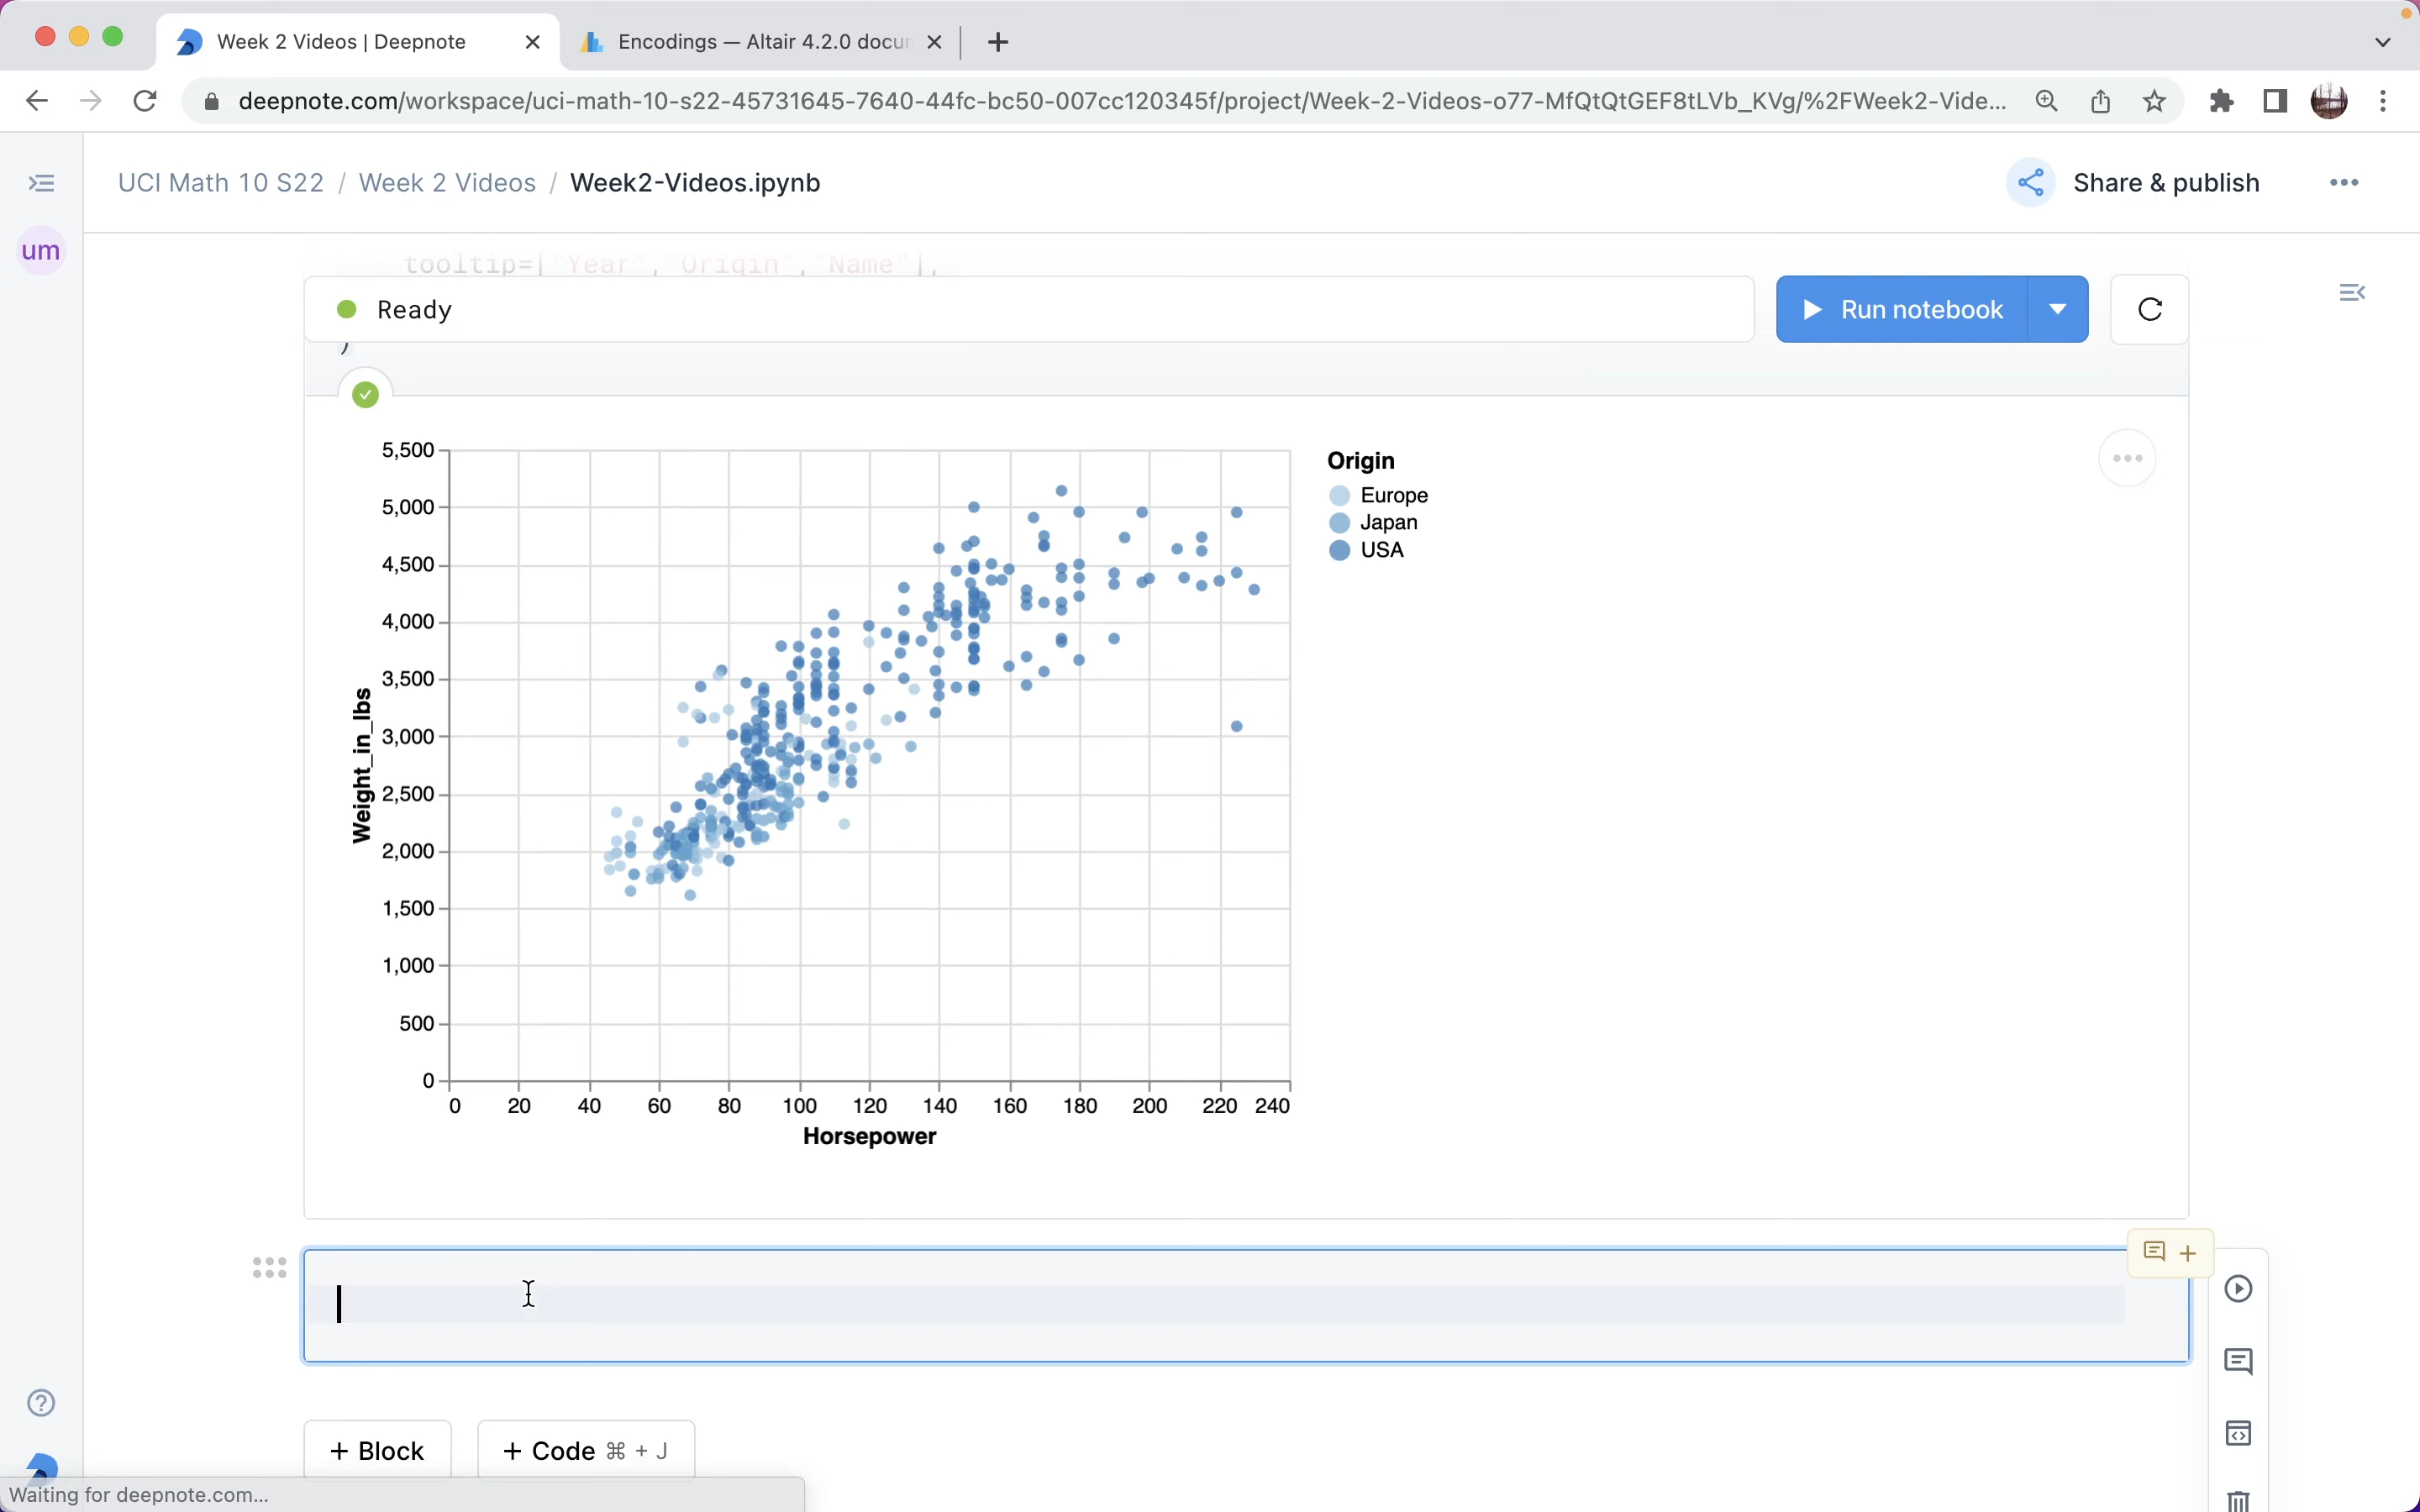 Week 2 Videos | Deepnote
Encodings — Altair 4.2.0 docur
deepnote.com/workspace/uci-math-10-s22-45731645-7640-44fc-bc50-007cc120345f/project/Week-2-Videos-o77-MfQtQtGEF8tLVb_KVg/%2FWeek2-Vide...
UCI Math 10 S22 / Week 2 Videos / Week2-Videos.ipynb
Share & publish
um
tooltip=["Year","Origin","Name"],
Ready
Run notebook
)
5,500
5,000
4,500
4,000
3,500
3,000
2,500
2,000
1,500
1,000
500
0
Weight_in_lbs
0 20 40 60 80 100 120 140 160 180 200 220 240
Horsepower
Origin
Europe
Japan
USA
+ Block
+ Code ⌘ + J
Waiting for deepnote.com...